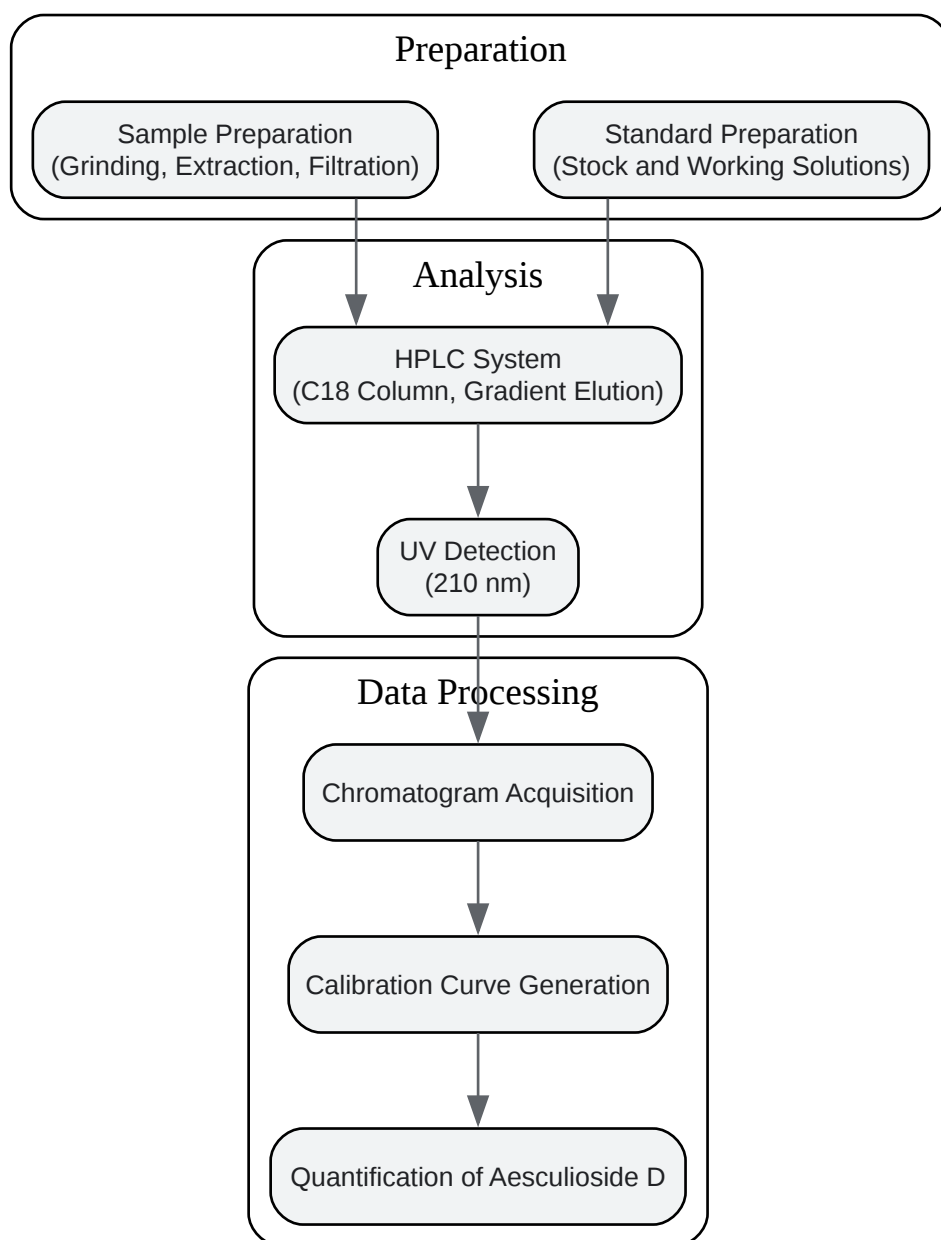 Preparation
Sample Preparation
(Grinding, Extraction, Filtration)
Standard Preparation
(Stock and Working Solutions)
Analysis
HPLC System
(C18 Column, Gradient Elution)
UV Detection
(210 nm)
Data Processing
Chromatogram Acquisition
Calibration Curve Generation
Quantification of Aesculioside D